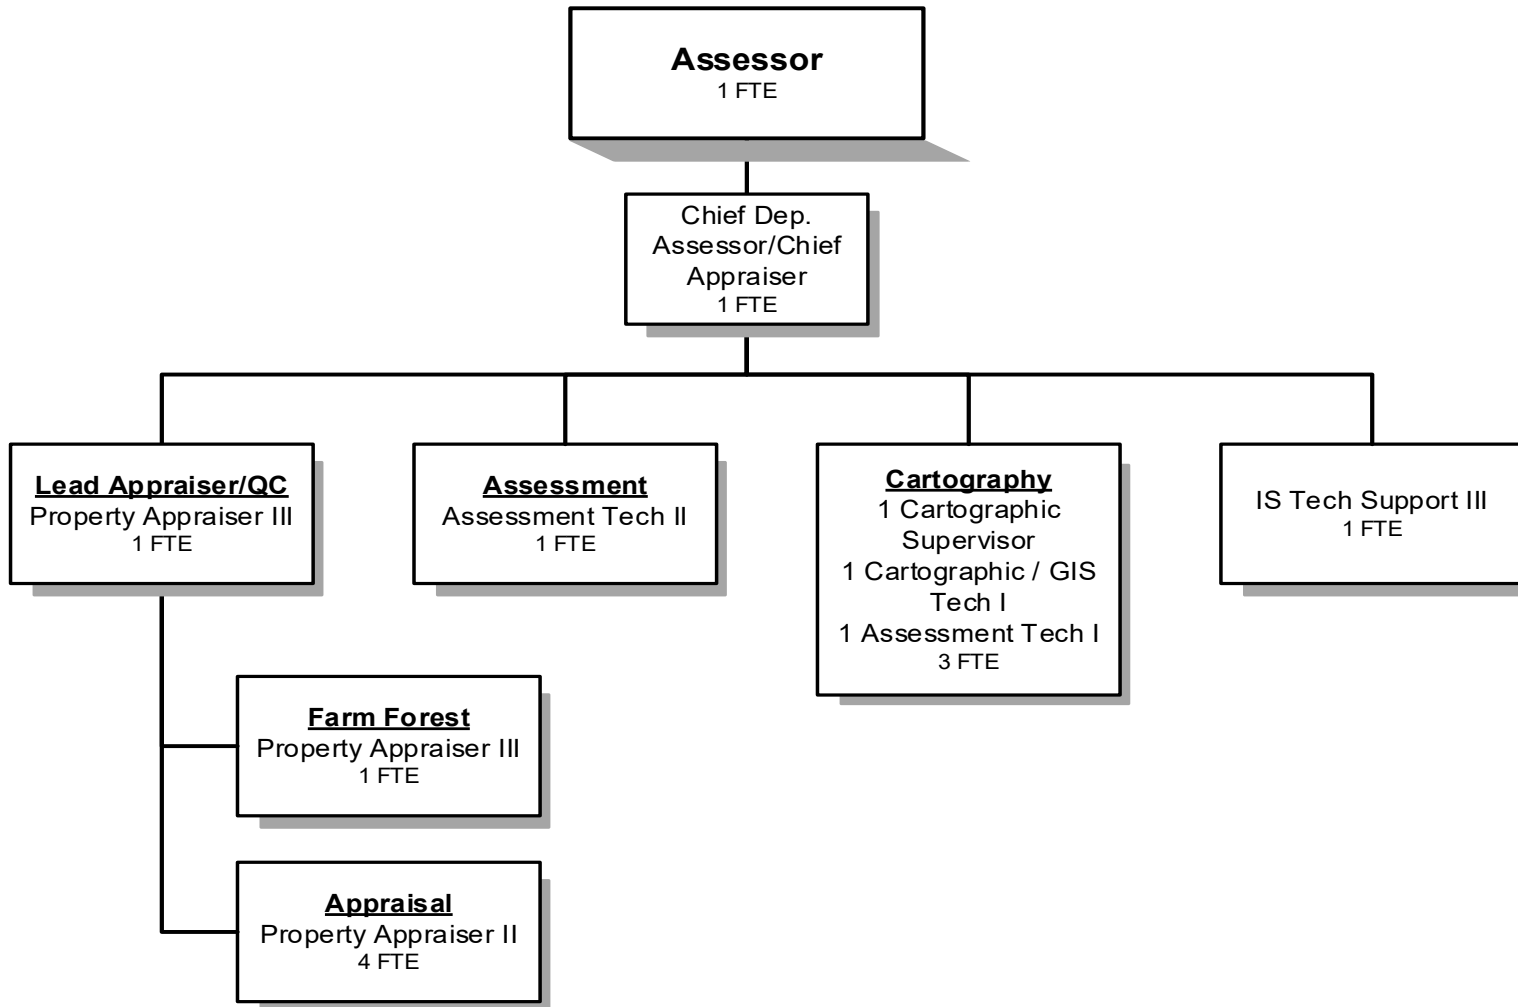 Assessor
1 FTE
Chief Dep.
Assessor/Chief
Appraiser
1 FTE
Lead Appraiser/QC
Property Appraiser III
1 FTE
Assessment
Assessment Tech II
1 FTE
Cartography
1 Cartographic
Supervisor
1 Cartographic / GIS
Tech I
1 Assessment Tech I
3 FTE
IS Tech Support III
1 FTE
Farm Forest
Property Appraiser III
1 FTE
Appraisal
Property Appraiser II
4 FTE